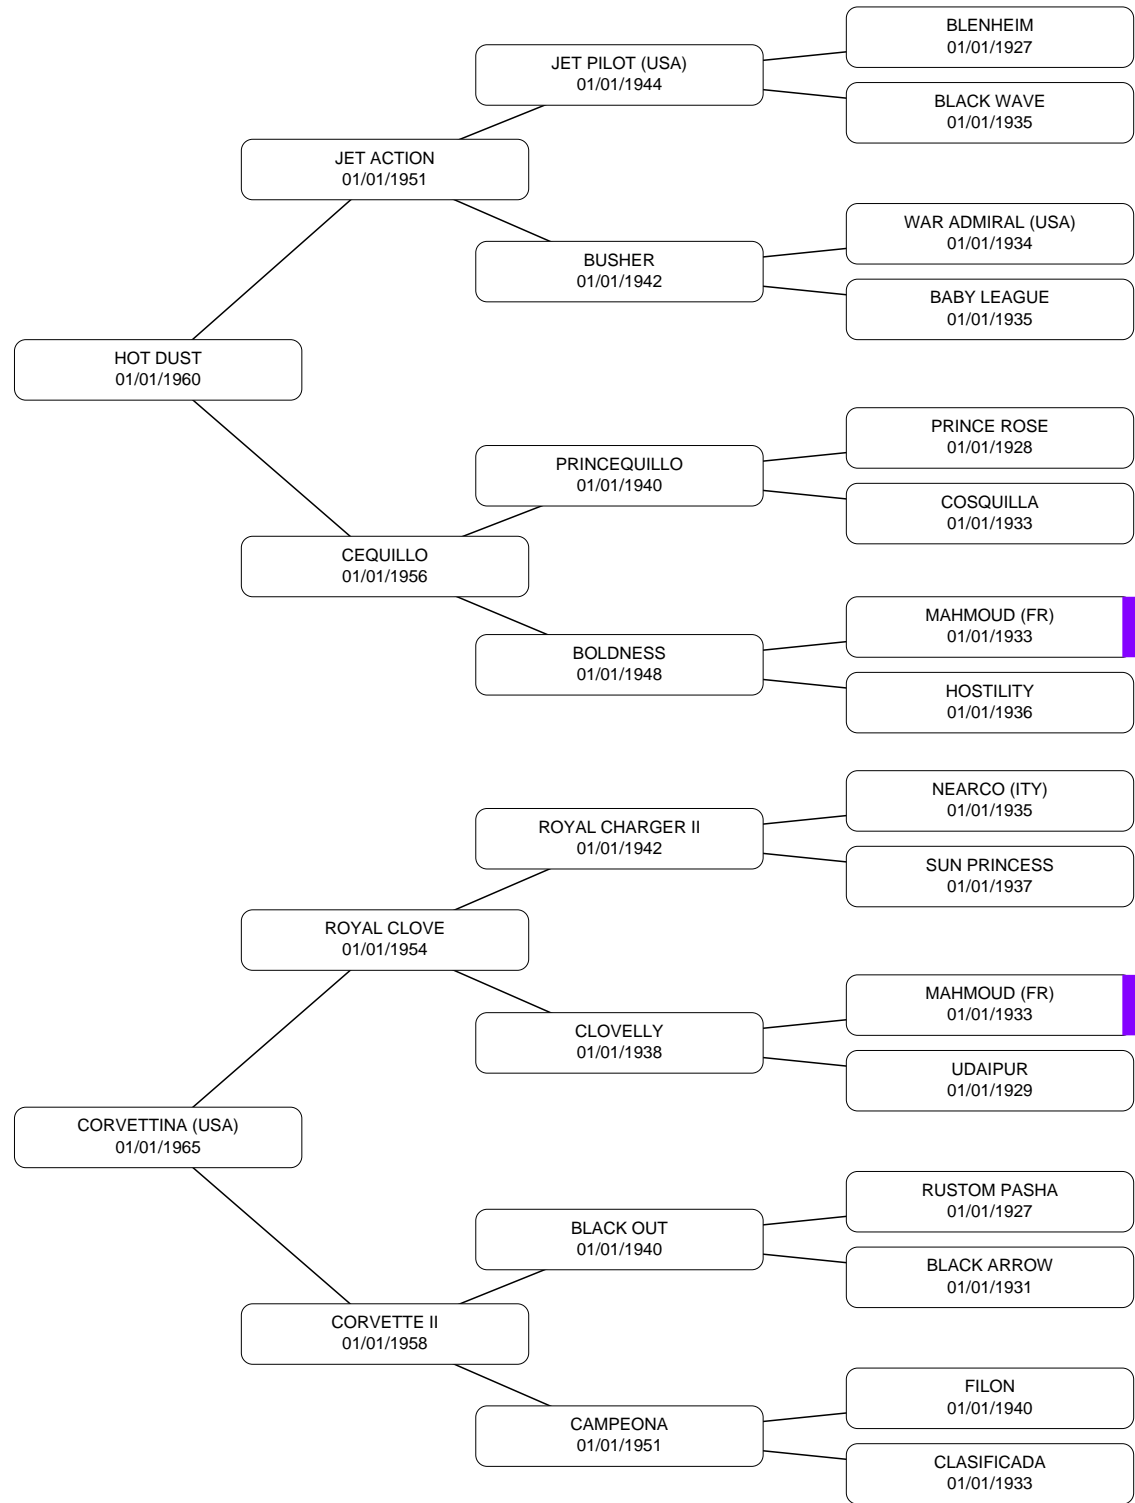 BLENHEIM
01/01/1927
JET PILOT (USA)
01/01/1944
BLACK WAVE
01/01/1935
JET ACTION
01/01/1951
WAR ADMIRAL (USA)
01/01/1934
BUSHER
01/01/1942
BABY LEAGUE
01/01/1935
HOT DUST
01/01/1960
PRINCE ROSE
01/01/1928
PRINCEQUILLO
01/01/1940
COSQUILLA
01/01/1933
CEQUILLO
01/01/1956
MAHMOUD (FR)
01/01/1933
BOLDNESS
01/01/1948
HOSTILITY
01/01/1936
NEARCO (ITY)
01/01/1935
ROYAL CHARGER II
01/01/1942
SUN PRINCESS
01/01/1937
ROYAL CLOVE
01/01/1954
MAHMOUD (FR)
01/01/1933
CLOVELLY
01/01/1938
UDAIPUR
01/01/1929
CORVETTINA (USA)
01/01/1965
RUSTOM PASHA
01/01/1927
BLACK OUT
01/01/1940
BLACK ARROW
01/01/1931
CORVETTE II
01/01/1958
FILON
01/01/1940
CAMPEONA
01/01/1951
CLASIFICADA
01/01/1933